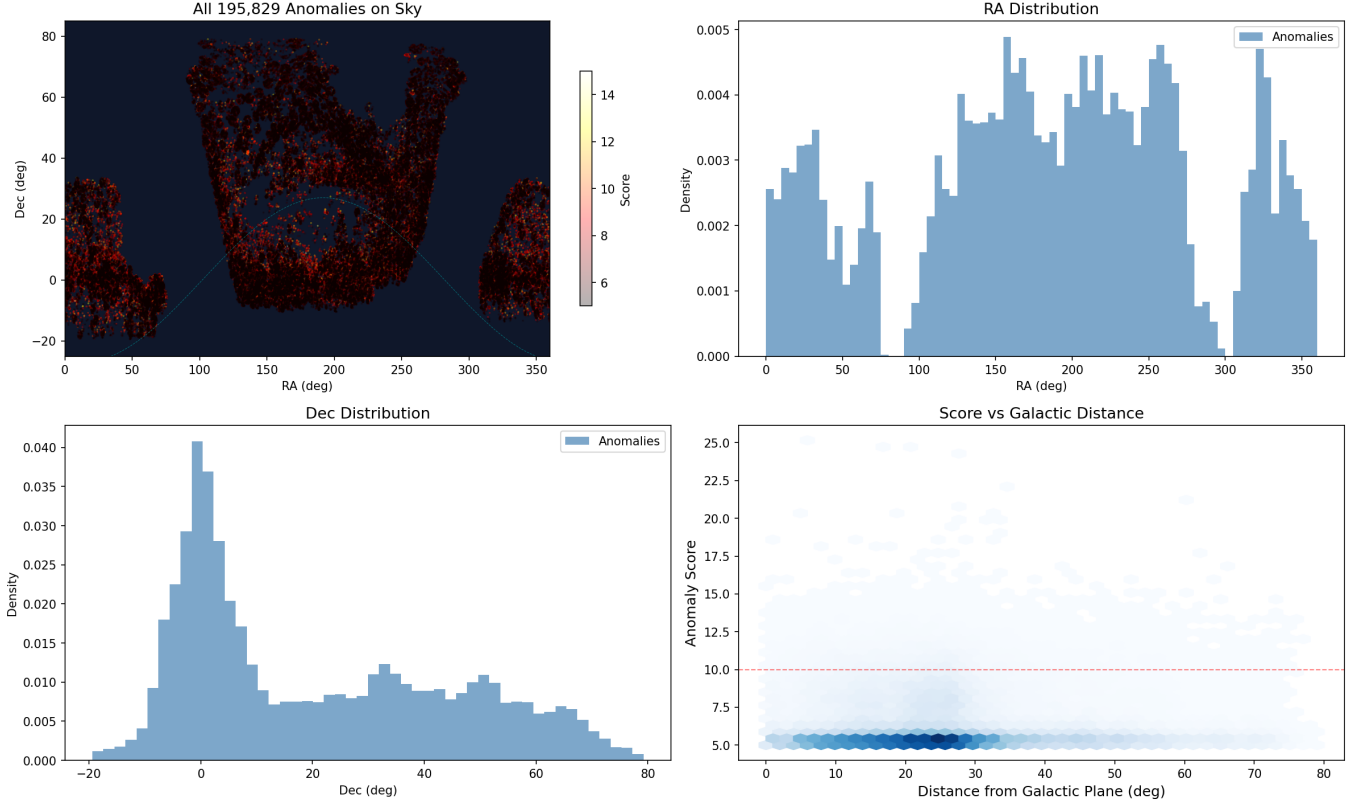 All 195,829 Anomalies on Sky
80
60
40
20
0
−20
Dec (deg)
0 50 100 150 200 250 300 350
RA (deg)
14
12
10
8
6
Score
RA Distribution
Anomalies
0.005
0.004
0.003
0.002
0.001
0.000
Density
0 50 100 150 200 250 300 350
RA (deg)
Dec Distribution
Anomalies
0.040
0.035
0.030
0.025
0.020
0.015
0.010
0.005
0.000
Density
−20 0 20 40 60 80
Dec (deg)
Score vs Galactic Distance
25.0
22.5
20.0
17.5
15.0
12.5
10.0
7.5
5.0
Anomaly Score
0 10 20 30 40 50 60 70 80
Distance from Galactic Plane (deg)